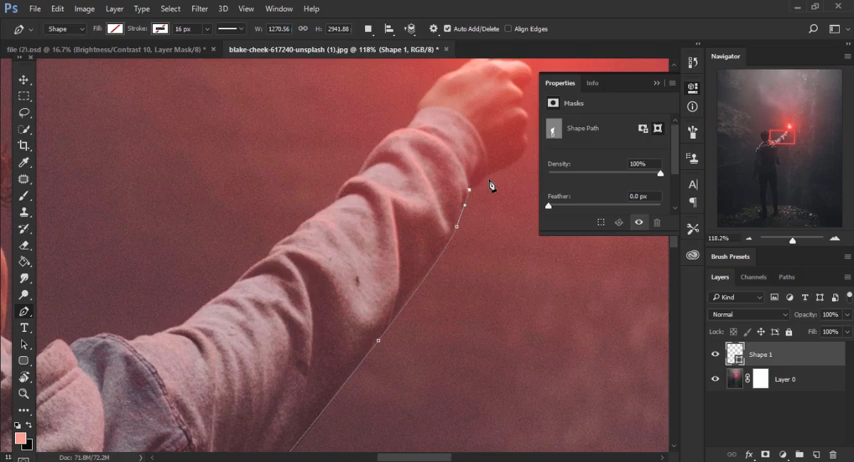 Ps File Edit Image Layer Type Select Filter 3D View Window Help
Shape Fill: Stroke: 16 px W: 1270.56 H: 2941.88 Auto Add/Delete Align Edges
file (2).psd @ 16.7% (Brightness/Contrast 10, Layer Mask/8) * × blake-cheek-617240-unsplash (1).jpg @ 118% (Shape 1, RGB/8) * ×
Properties Info
Masks
Shape Path
Density: 100%
Feather: 0.0 px
Navigator
118.2%
Brush Presets
Layers Channels Paths
Kind
Normal Opacity: 100%
Lock: Fill: 100%
Shape 1
Layer 0
11 Doc: 71.8M/72.2M